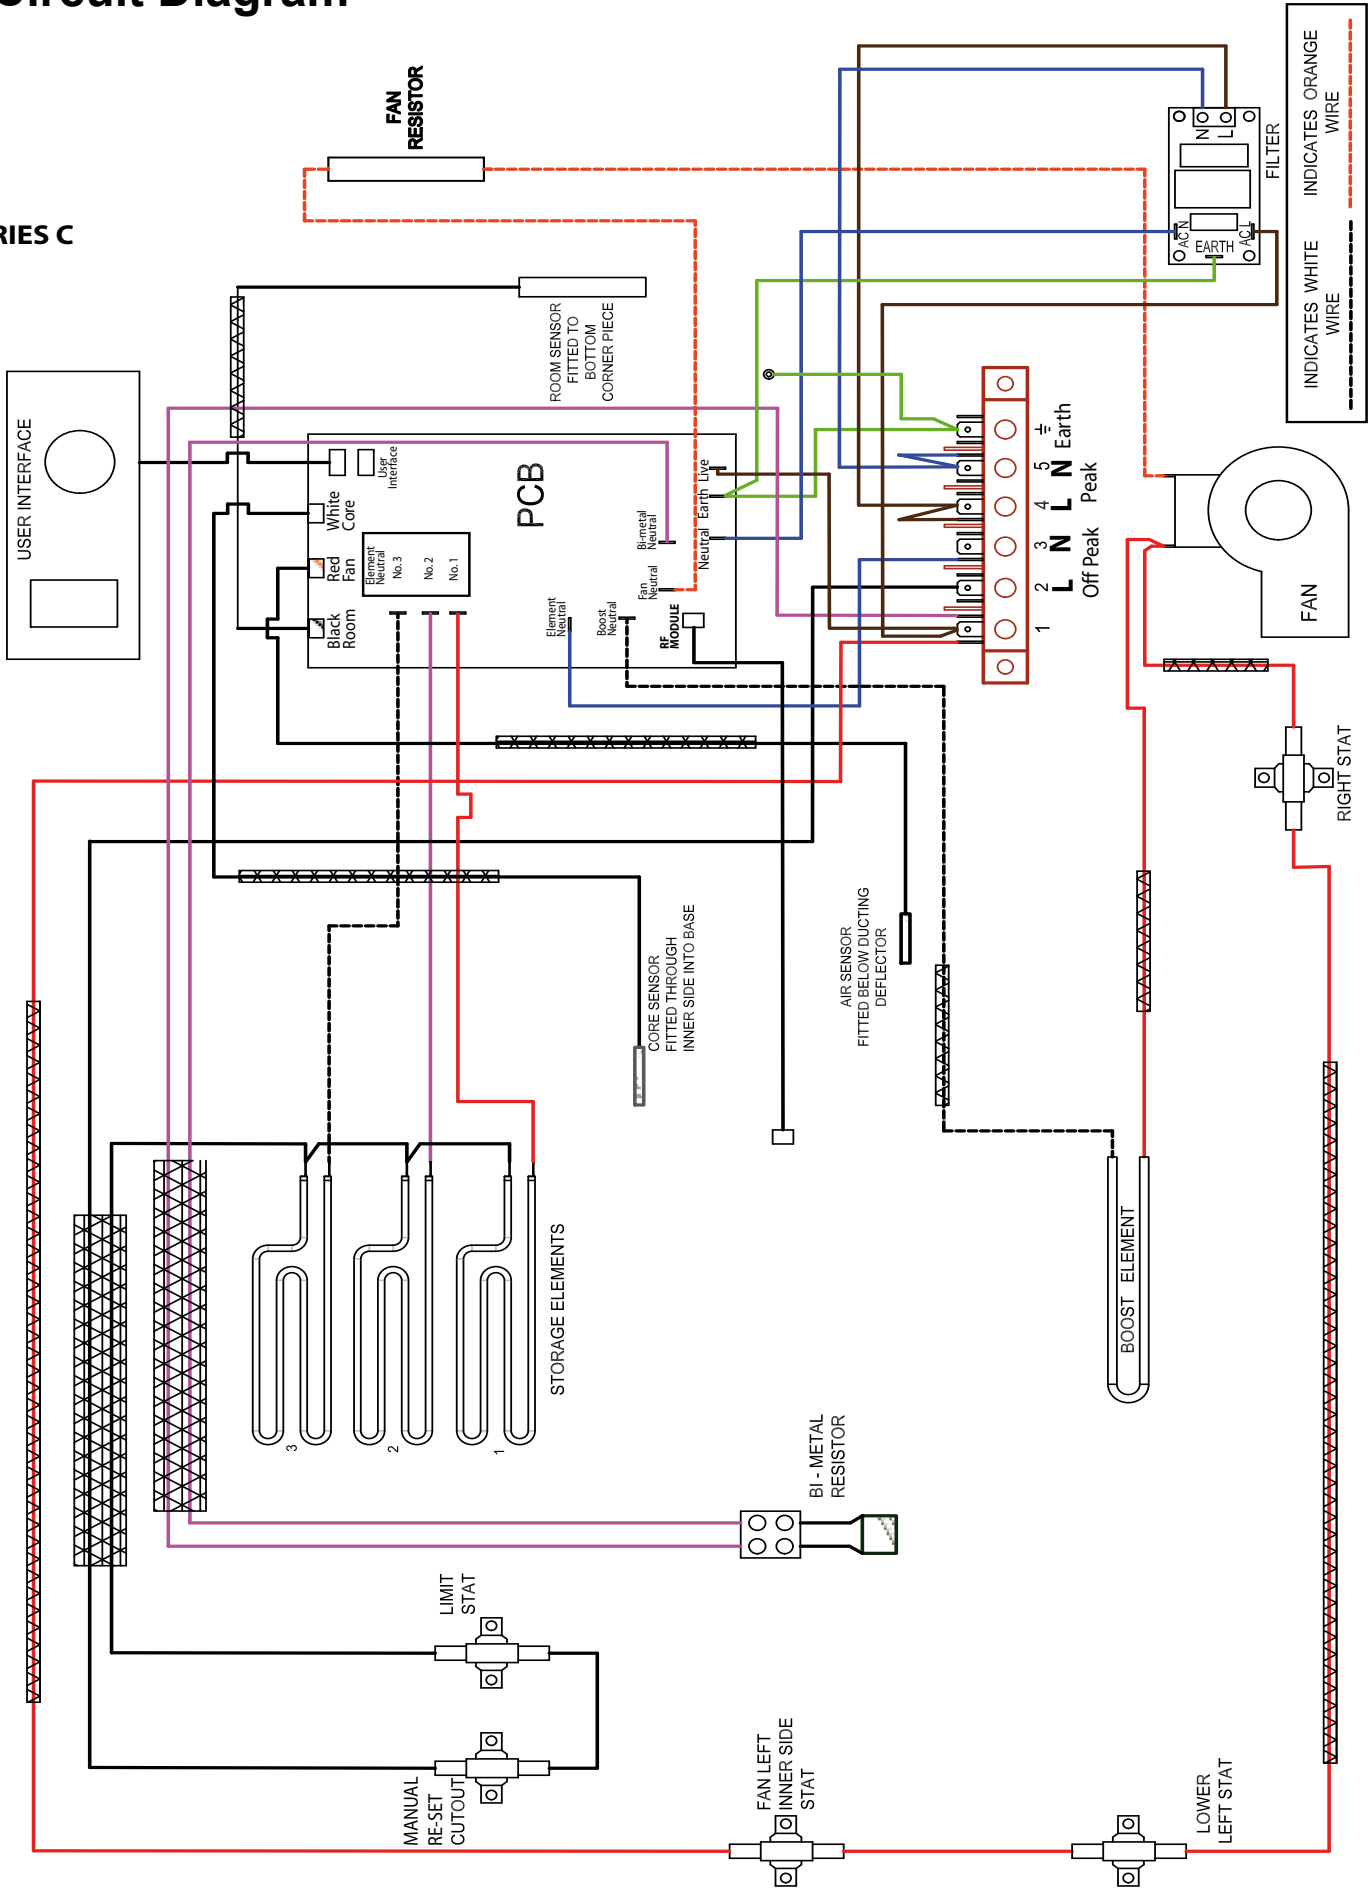 Circuit Diagram
RIES C
FAN
RESISTOR
USER INTERFACE
ROOM SENSOR
FITTED TO
BOTTOM
CORNER PIECE
N
L
FILTER
AC N
EARTH
AC L
INDICATES WHITE
WIRE
INDICATES ORANGE
WIRE
PCB
User
Interface
White
Core
Red
Fan
Black
Room
Element
Neutral
No.3
No.2
No.1
Bi-metal
Neutral
Fan
Neutral
Neutral
Earth
Live
Element
Neutral
Boost
Neutral
RF
MODULE
1
2
3
4
5
L
N
L
N
Earth
Off Peak
Peak
FAN
RIGHT STAT
CORE SENSOR
FITTED THROUGH
INNER SIDE INTO BASE
AIR SENSOR
FITTED BELOW DUCTING
DEFLECTOR
3
2
1
STORAGE ELEMENTS
BOOST ELEMENT
BI - METAL
RESISTOR
LIMIT
STAT
MANUAL
RE-SET
CUTOUT
FAN LEFT
INNER SIDE
STAT
LOWER
LEFT STAT